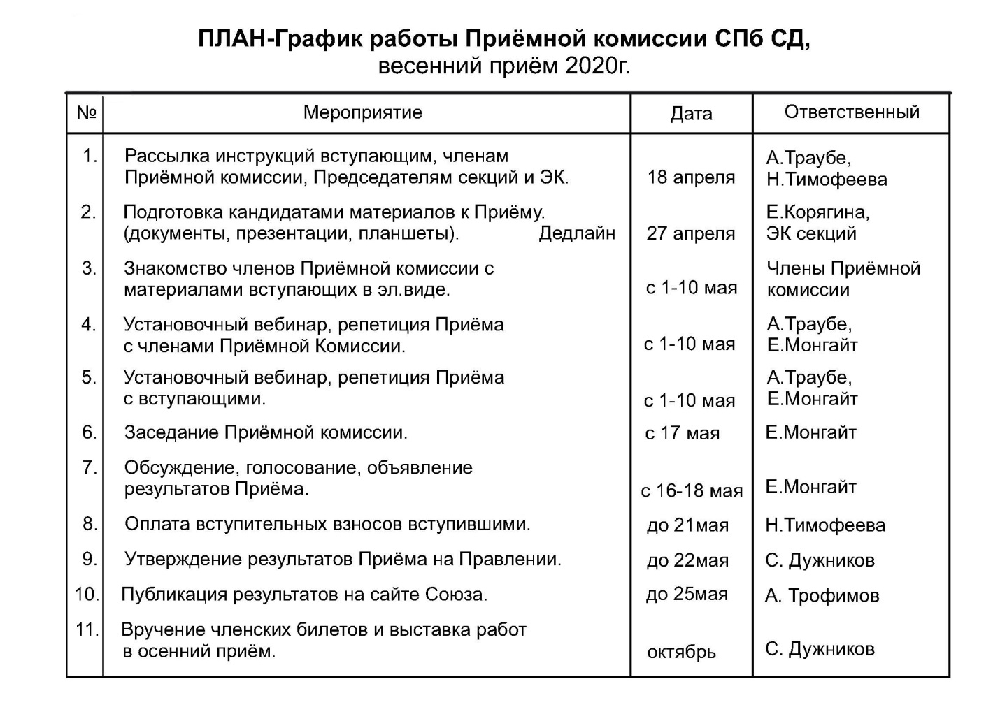 ПЛАН-График работы Приёмной комиссии СПб СД,
весенний приём 2020г.
№ Мероприятие Дата Ответственный
1. Рассылка инструкций вступающим, членам А.Траубе,
Приёмной комиссии, Председателям секций и ЭК. 18 апреля Н.Тимофеева
2. Подготовка кандидатами материалов к Приёму. Е.Корягина,
(документы, презентации, планшеты). Дедлайн 27 апреля ЭК секций
3. Знакомство членов Приёмной комиссии с Члены Приёмной
материалами вступающих в эл.виде. с 1-10 мая комиссии
4. Установочный вебинар, репетиция Приёма А.Траубе,
с членами Приёмной Комиссии. с 1-10 мая Е.Монгайт
5. Установочный вебинар, репетиция Приёма А.Траубе,
с вступающими. с 1-10 мая Е.Монгайт
6. Заседание Приёмной комиссии. с 17 мая Е.Монгайт
7. Обсуждение, голосование, объявление
результатов Приёма. с 16-18 мая Е.Монгайт
8. Оплата вступительных взносов вступившими. до 21мая Н.Тимофеева
9. Утверждение результатов Приёма на Правлении. до 22мая С. Дужников
10. Публикация результатов на сайте Союза. до 25мая А. Трофимов
11. Вручение членских билетов и выставка работ
в осенний приём. октябрь С. Дужников